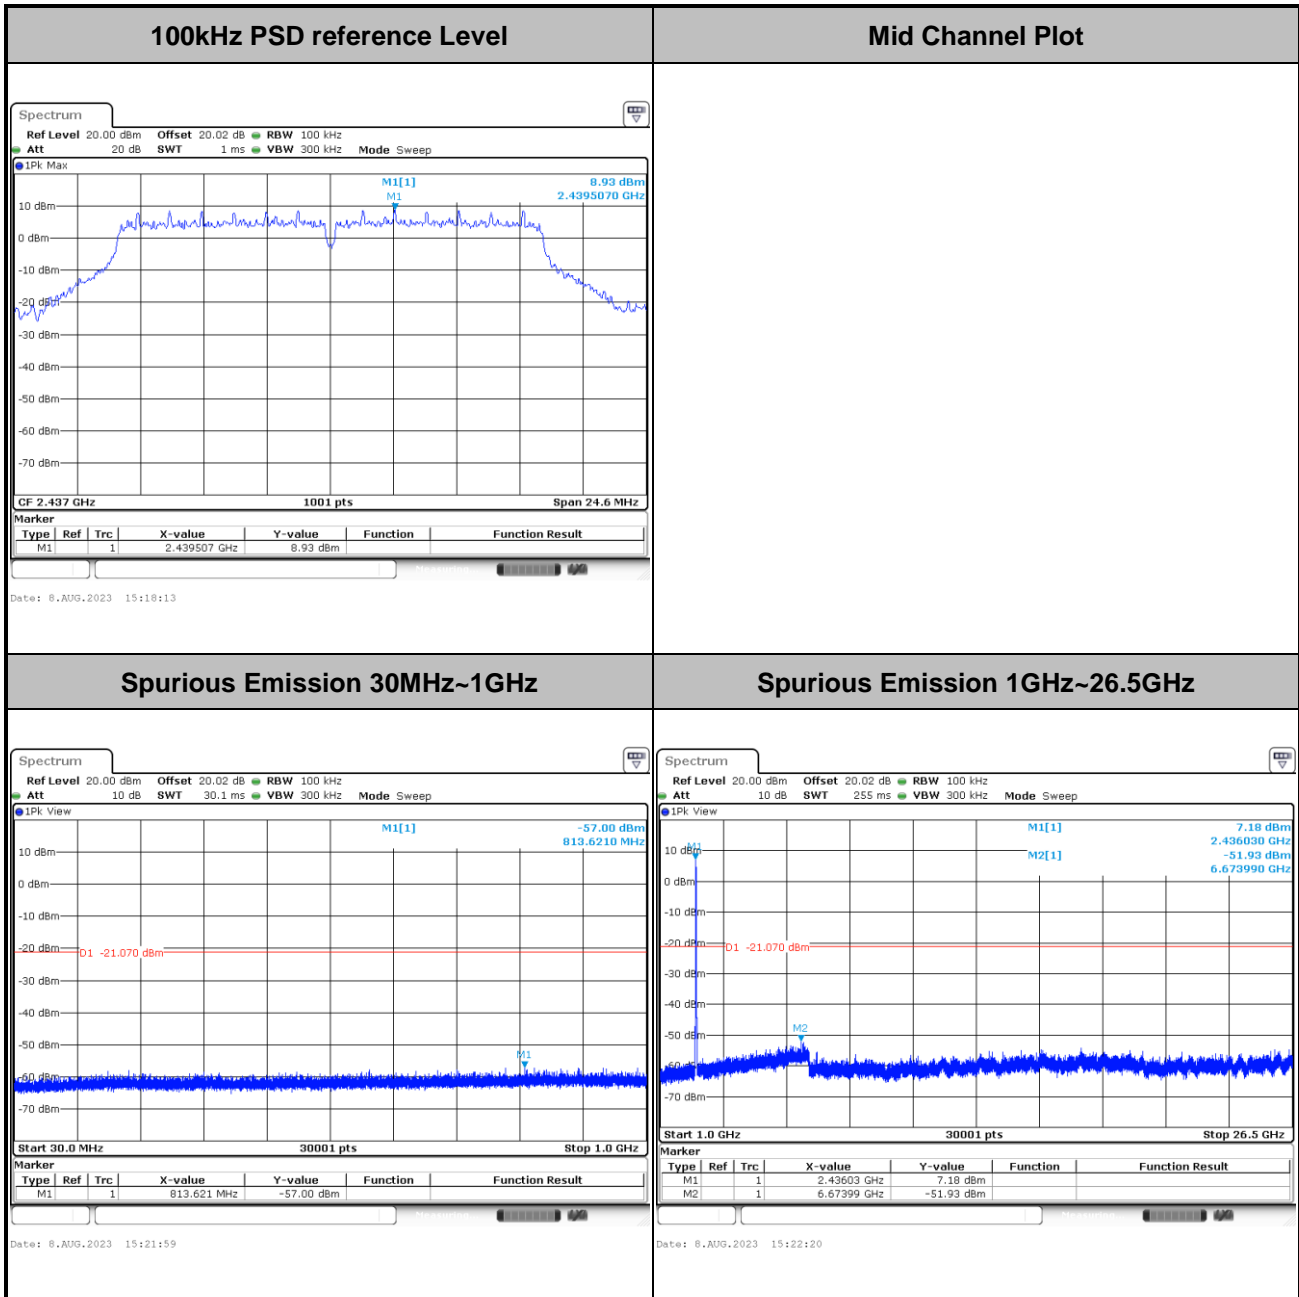 100kHz PSD reference Level
Mid Channel Plot
Spectrum
Ref Level 20.00 dBm Offset 20.02 dB RBW 100 kHz
Att 20 dB SWT 1 ms VBW 300 kHz Mode Sweep
1Pk Max
M1[1] 8.93 dBm
2.4395070 GHz
M1
10 dBm
0 dBm
-10 dBm
-20 dBm
-30 dBm
-40 dBm
-50 dBm
-60 dBm
-70 dBm
CF 2.437 GHz 1001 pts Span 24.6 MHz
Marker
Type Ref Trc X-value Y-value Function Function Result
M1 1 2.439507 GHz 8.93 dBm
Date: 8.AUG.2023 15:18:13
Spurious Emission 30MHz~1GHz
Spurious Emission 1GHz~26.5GHz
Spectrum
Ref Level 20.00 dBm Offset 20.02 dB RBW 100 kHz
Att 10 dB SWT 30.1 ms VBW 300 kHz Mode Sweep
1Pk View
M1[1] -57.00 dBm
813.6210 MHz
10 dBm
0 dBm
-10 dBm
-20 dBm
D1 -21.070 dBm
-30 dBm
-40 dBm
-50 dBm
M1
-60 dBm
-70 dBm
Start 30.0 MHz 30001 pts Stop 1.0 GHz
Marker
Type Ref Trc X-value Y-value Function Function Result
M1 1 813.621 MHz -57.00 dBm
Date: 8.AUG.2023 15:21:59
Spectrum
Ref Level 20.00 dBm Offset 20.02 dB RBW 100 kHz
Att 10 dB SWT 255 ms VBW 300 kHz Mode Sweep
1Pk View
M1[1] 7.18 dBm
2.436030 GHz
M2[1] -51.93 dBm
6.673990 GHz
M1
10 dBm
0 dBm
-10 dBm
-20 dBm
D1 -21.070 dBm
-30 dBm
-40 dBm
-50 dBm
M2
-60 dBm
-70 dBm
Start 1.0 GHz 30001 pts Stop 26.5 GHz
Marker
Type Ref Trc X-value Y-value Function Function Result
M1 1 2.43603 GHz 7.18 dBm
M2 1 6.67399 GHz -51.93 dBm
Date: 8.AUG.2023 15:22:20